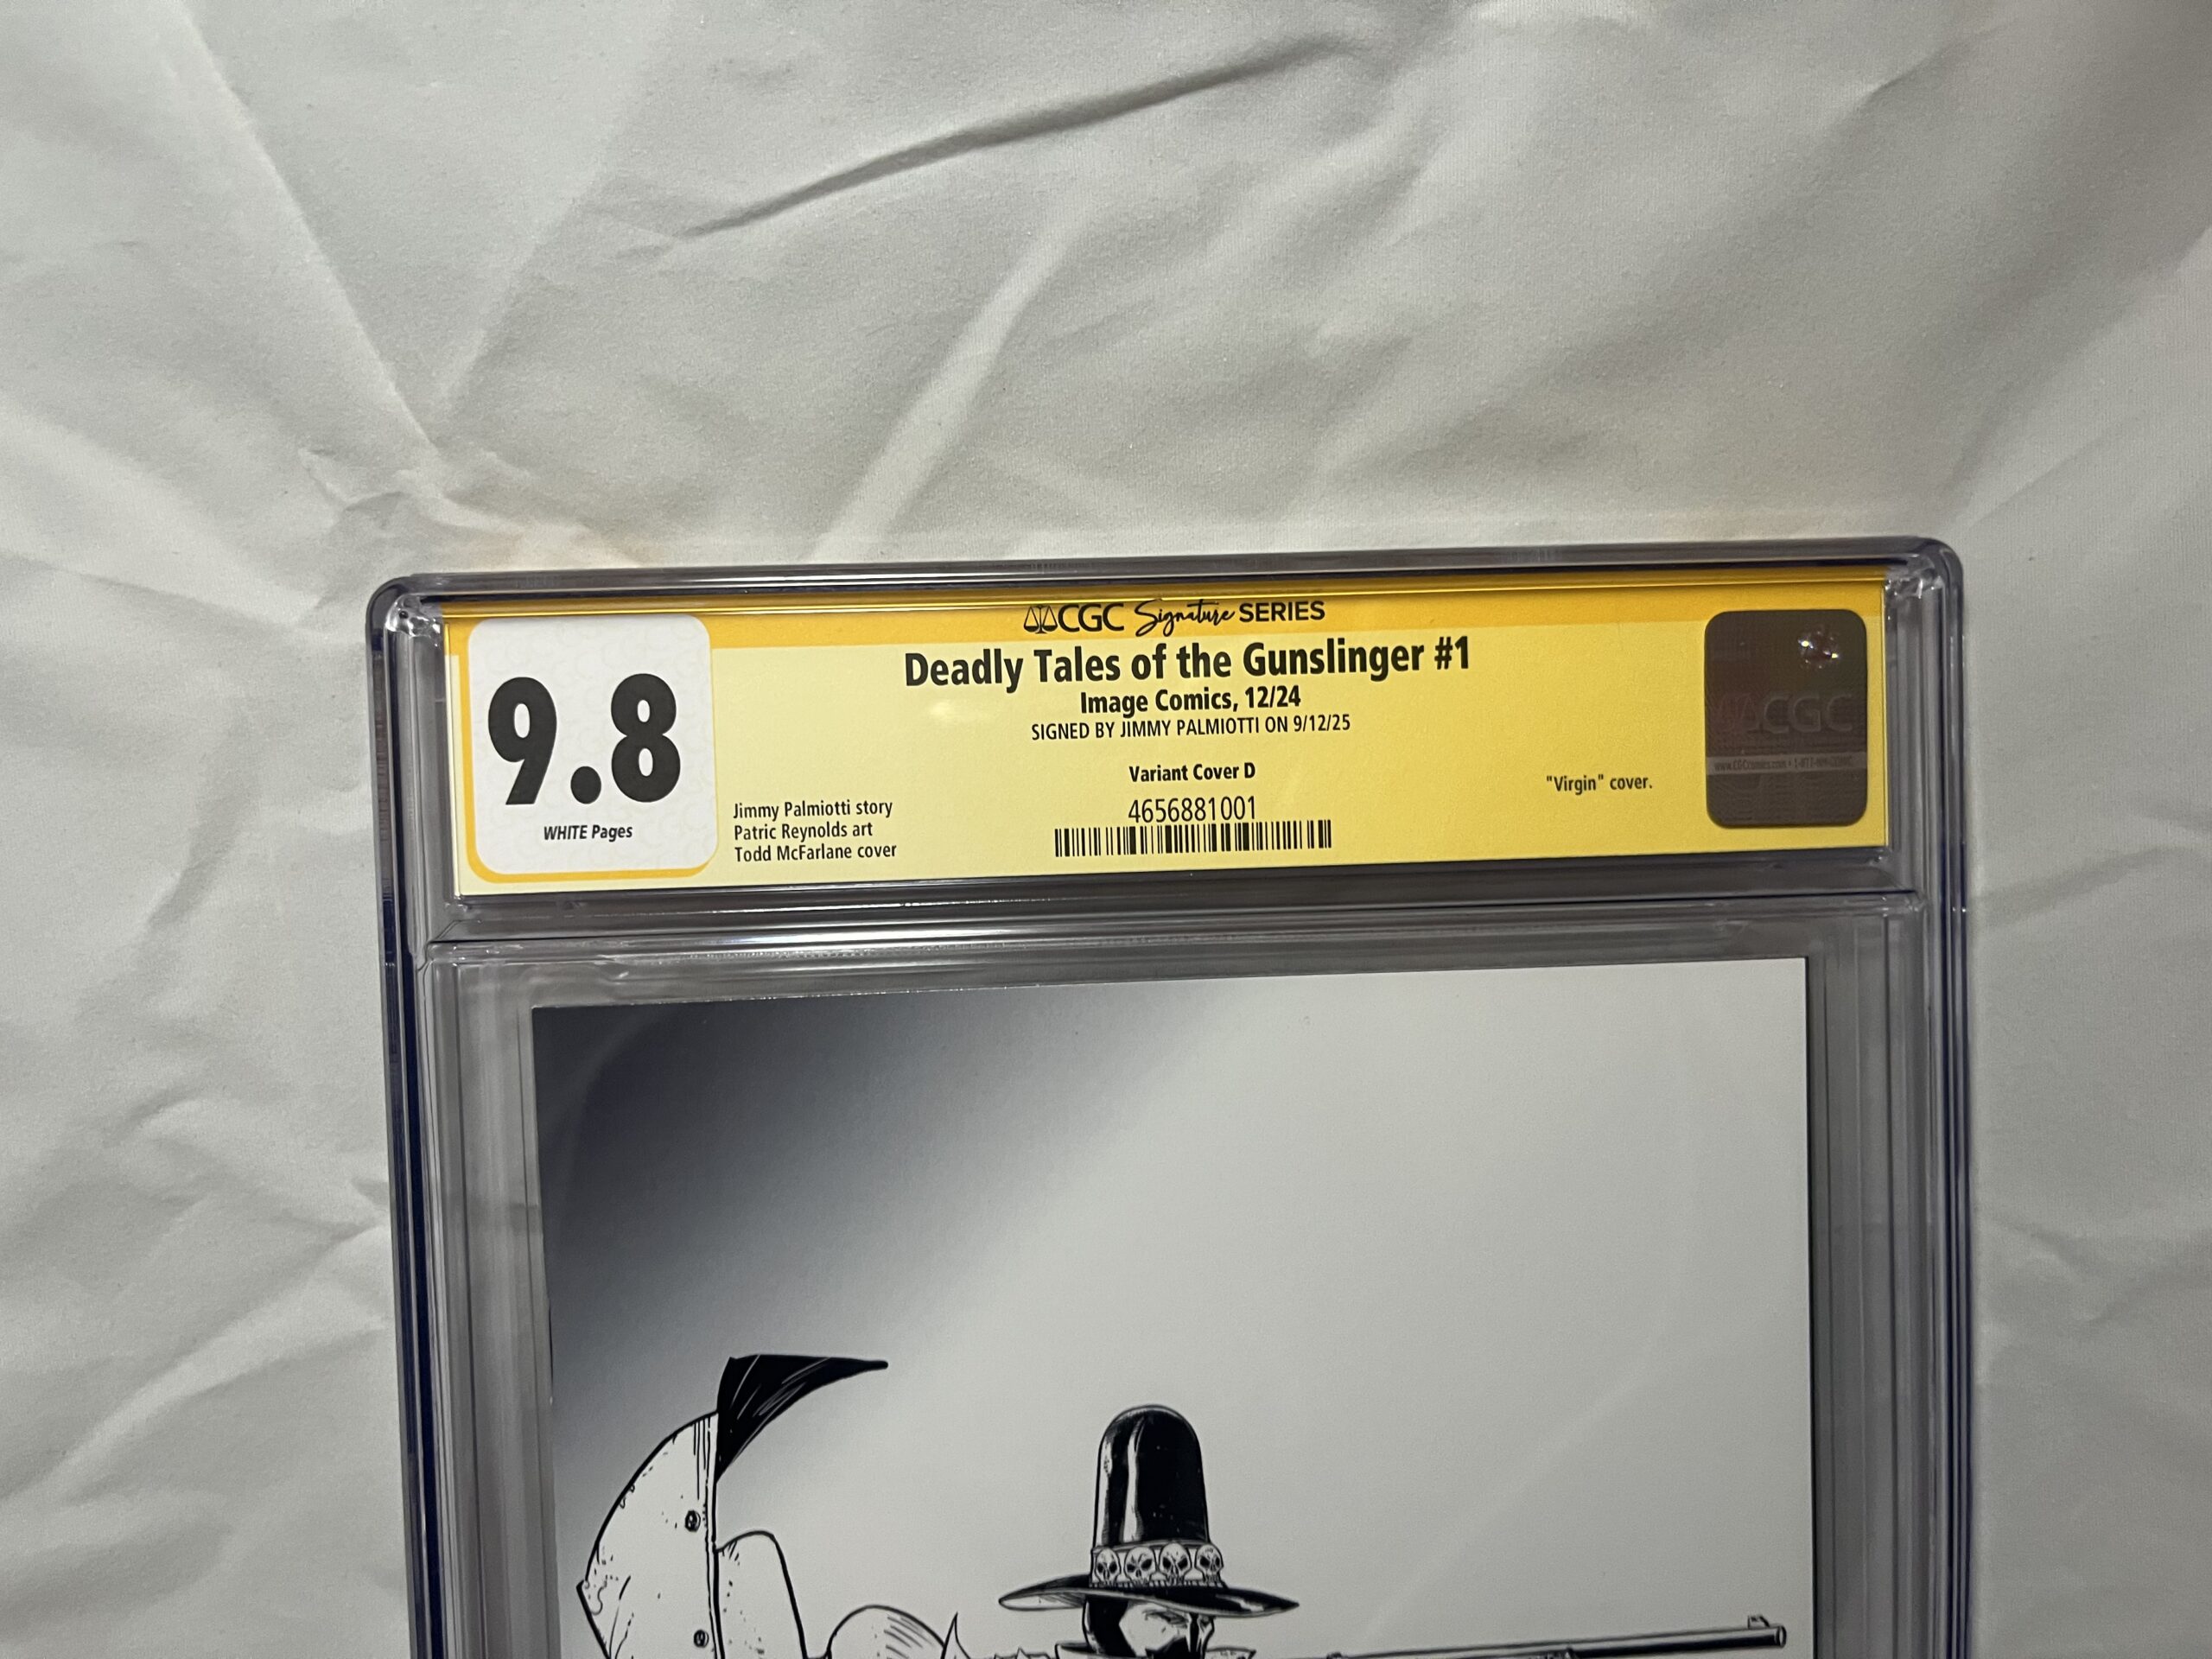 CGC Signature SERIES
Deadly Tales of the Gunslinger #1
Image Comics, 12/24
SIGNED BY JIMMY PALMIOTTI ON 9/12/25
9.8
WHITE Pages
Variant Cover D
4656881001
Jimmy Palmiotti story
Patric Reynolds art
Todd McFarlane cover
"Virgin" cover.
CGC